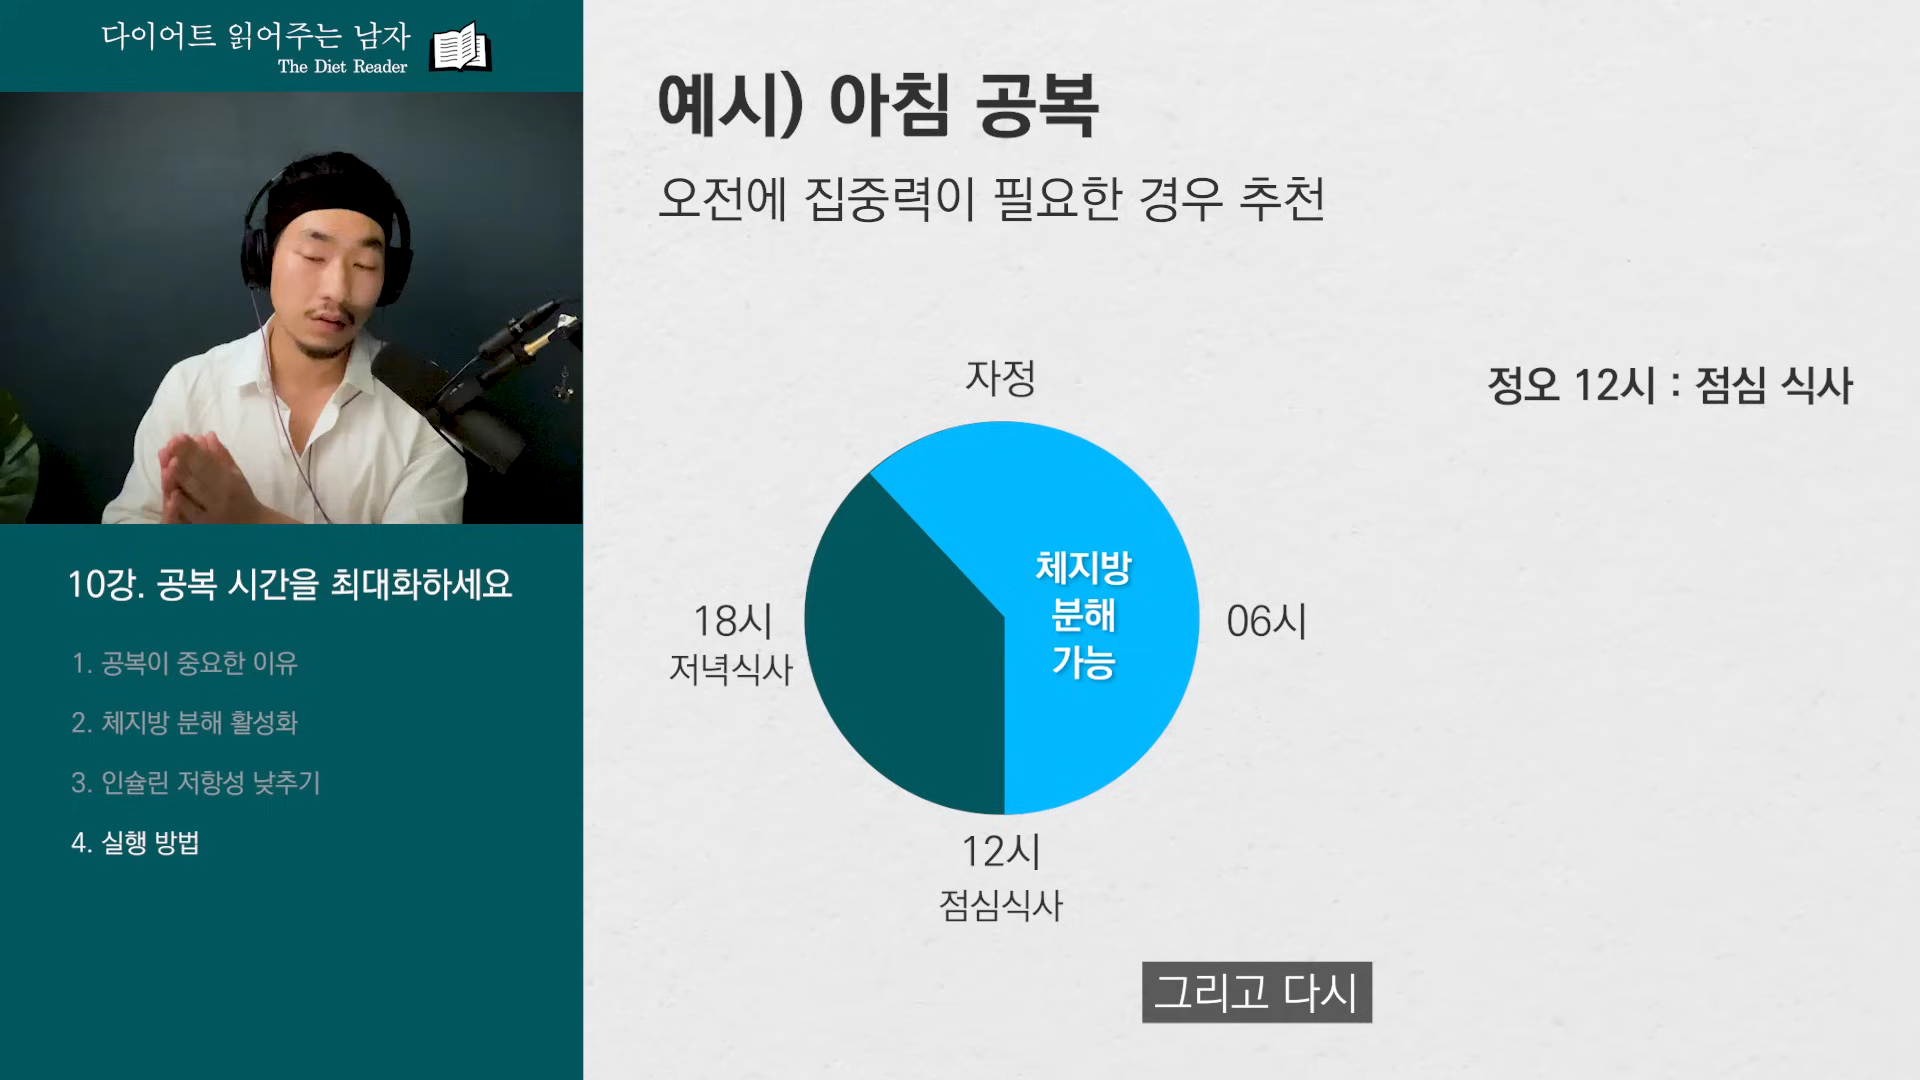 다이어트 읽어주는 남자
The Diet Reader
10강. 공복 시간을 최대화하세요
1. 공복이 중요한 이유
2. 체지방 분해 활성화
3. 인슐린 저항성 낮추기
4. 실행 방법
예시) 아침 공복
오전에 집중력이 필요한 경우 추천
자정
정오 12시 : 점심 식사
체지방
분해
가능
18시
저녁식사
06시
12시
점심식사
그리고 다시